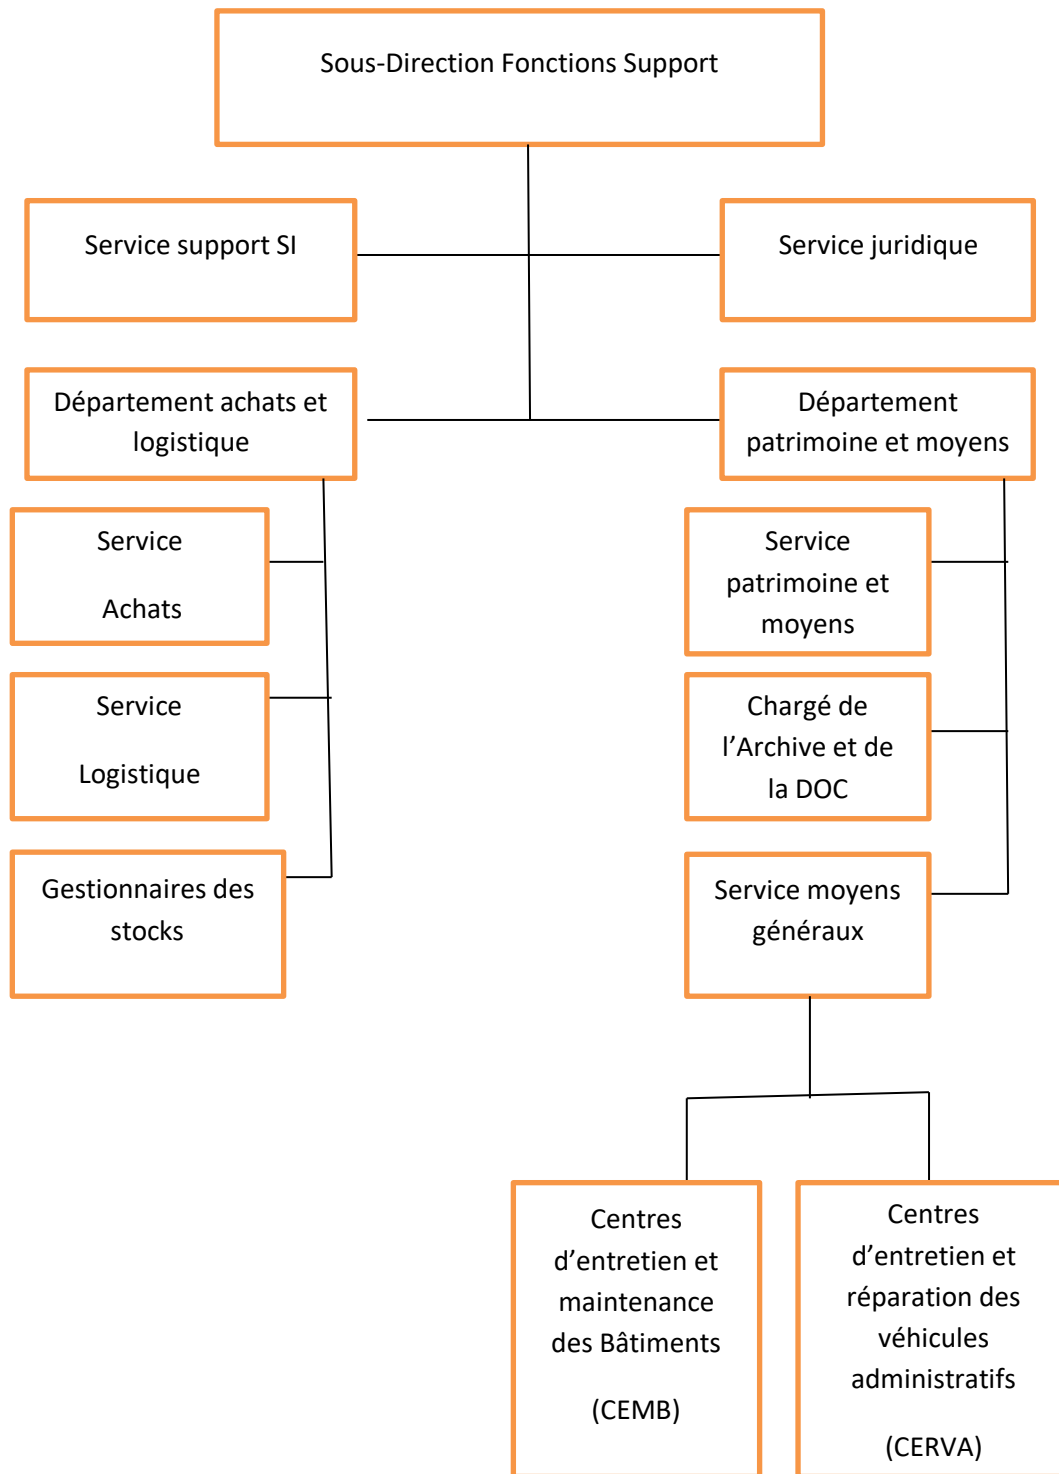 Sous-Direction Fonctions Support
Service support SI
Service juridique
Département achats et
logistique
Département
patrimoine et moyens
Service
Achats
Service
Logistique
Gestionnaires des
stocks
Service
patrimoine et
moyens
Chargé de
l’Archive et de
la DOC
Service moyens
généraux
Centres
d’entretien et
maintenance
des Bâtiments
(CEMB)
Centres
d’entretien et
réparation des
véhicules
administratifs
(CERVA)